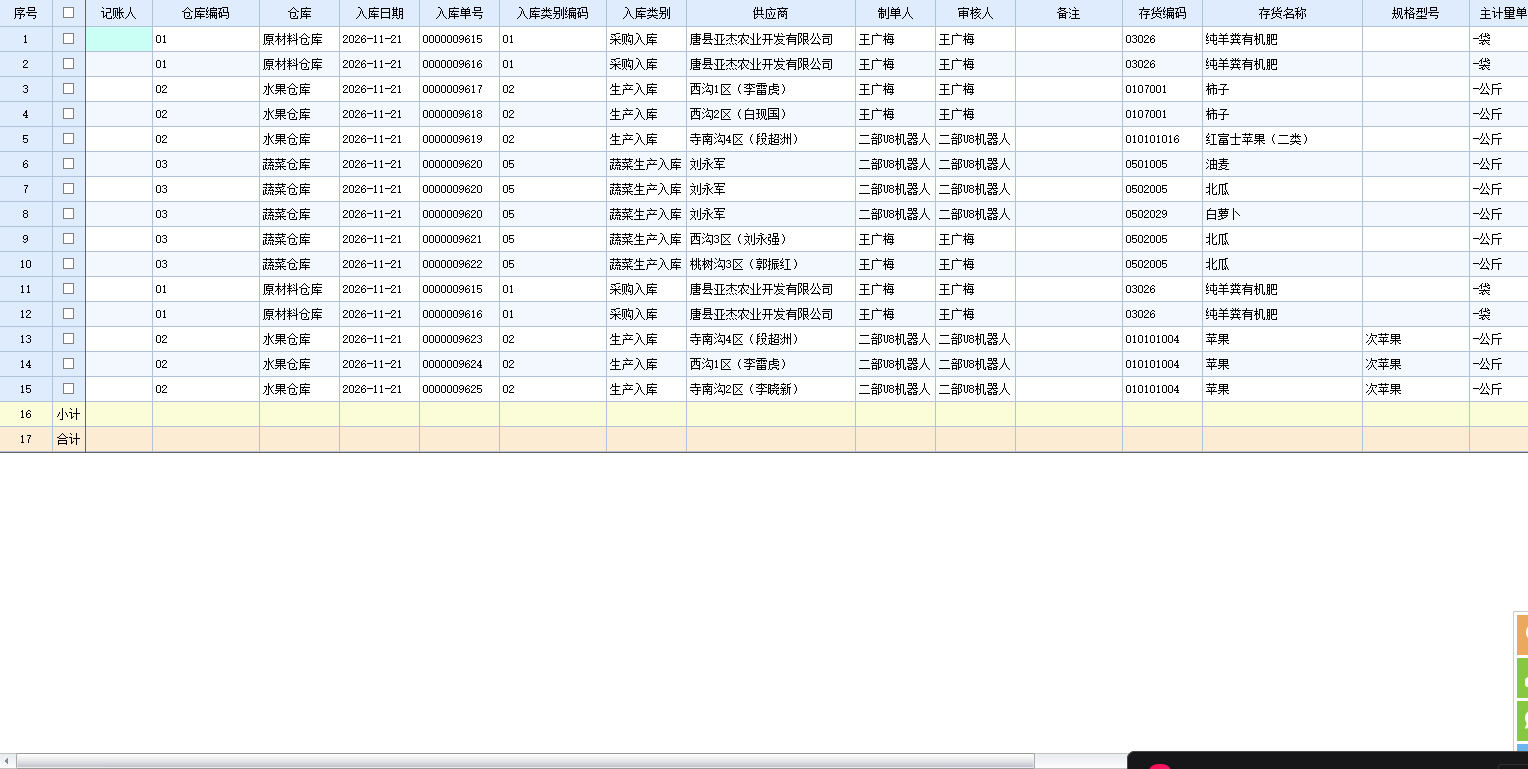 序号 记账人 仓库编码 仓库 入库日期 入库单号 入库类别编码 入库类别 供应商 制单人 审核人 备注 存货编码 存货名称 规格型号 主计量单
1 01 原材料仓库 2026-11-21 0000009615 01 采购入库 唐县亚杰农业开发有限公司 王广梅 王广梅 03026 纯羊粪有机肥 -袋
2 01 原材料仓库 2026-11-21 0000009616 01 采购入库 唐县亚杰农业开发有限公司 王广梅 王广梅 03026 纯羊粪有机肥 -袋
3 02 水果仓库 2026-11-21 0000009617 02 生产入库 西沟1区（李雷虎） 王广梅 王广梅 0107001 柿子 -公斤
4 02 水果仓库 2026-11-21 0000009618 02 生产入库 西沟2区（白现国） 王广梅 王广梅 0107001 柿子 -公斤
5 02 水果仓库 2026-11-21 0000009619 02 生产入库 寺南沟4区（段超洲） 二部U8机器人 二部U8机器人 010101016 红富士苹果（二类） -公斤
6 03 蔬菜仓库 2026-11-21 0000009620 05 蔬菜生产入库 刘永军 二部U8机器人 二部U8机器人 0501005 油麦 -公斤
7 03 蔬菜仓库 2026-11-21 0000009620 05 蔬菜生产入库 刘永军 二部U8机器人 二部U8机器人 0502005 北瓜 -公斤
8 03 蔬菜仓库 2026-11-21 0000009620 05 蔬菜生产入库 刘永军 二部U8机器人 二部U8机器人 0502029 白萝卜 -公斤
9 03 蔬菜仓库 2026-11-21 0000009621 05 蔬菜生产入库 西沟3区（刘永强） 王广梅 王广梅 0502005 北瓜 -公斤
10 03 蔬菜仓库 2026-11-21 0000009622 05 蔬菜生产入库 桃树沟3区（郭振红） 王广梅 王广梅 0502005 北瓜 -公斤
11 01 原材料仓库 2026-11-21 0000009615 01 采购入库 唐县亚杰农业开发有限公司 王广梅 王广梅 03026 纯羊粪有机肥 -袋
12 01 原材料仓库 2026-11-21 0000009616 01 采购入库 唐县亚杰农业开发有限公司 王广梅 王广梅 03026 纯羊粪有机肥 -袋
13 02 水果仓库 2026-11-21 0000009623 02 生产入库 寺南沟4区（段超洲） 二部U8机器人 二部U8机器人 010101004 苹果 次苹果 -公斤
14 02 水果仓库 2026-11-21 0000009624 02 生产入库 西沟1区（李雷虎） 二部U8机器人 二部U8机器人 010101004 苹果 次苹果 -公斤
15 02 水果仓库 2026-11-21 0000009625 02 生产入库 寺南沟2区（李晓新） 二部U8机器人 二部U8机器人 010101004 苹果 次苹果 -公斤
16 小计
17 合计